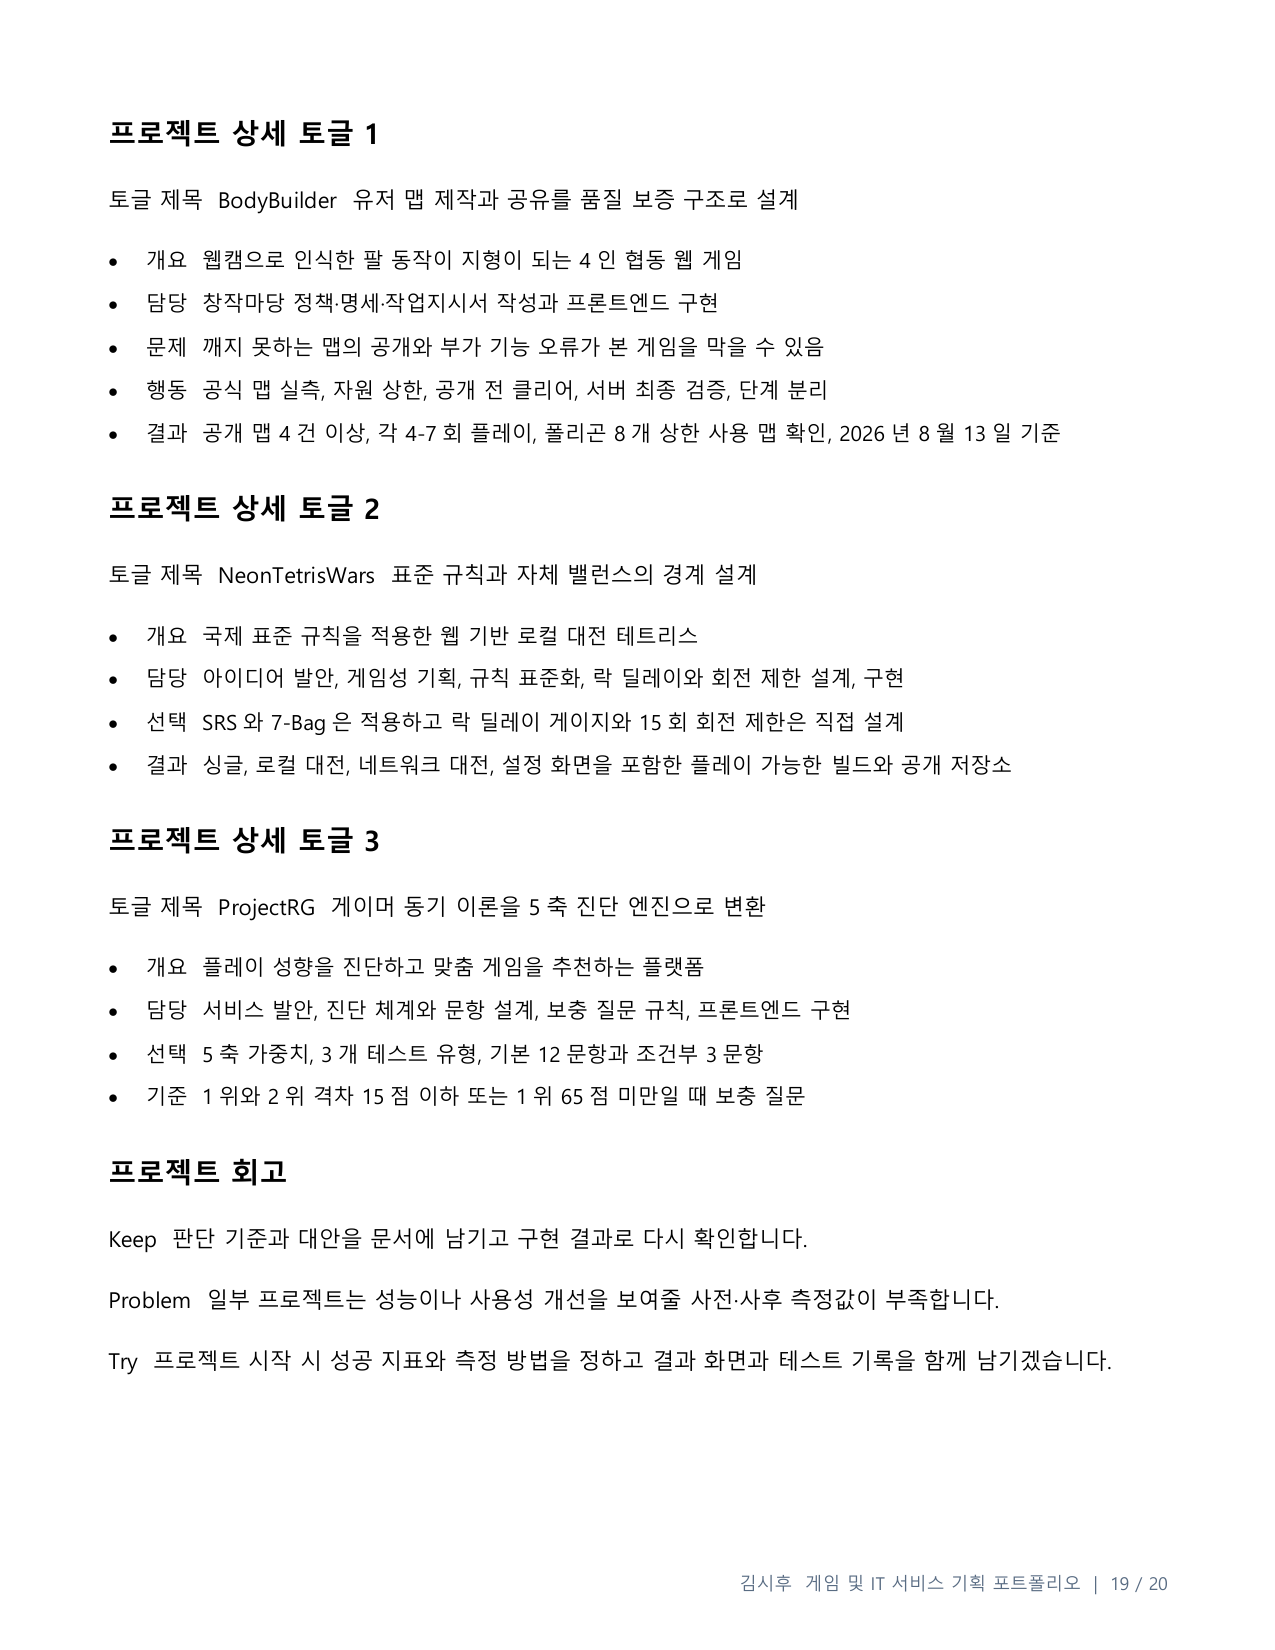 프로젝트 상세 토글 1
토글 제목  BodyBuilder  유저 맵 제작과 공유를 품질 보증 구조로 설계
• 개요  웹캠으로 인식한 팔 동작이 지형이 되는 4 인 협동 웹 게임
• 담당  창작마당 정책·명세·작업지시서 작성과 프론트엔드 구현
• 문제  깨지 못하는 맵의 공개와 부가 기능 오류가 본 게임을 막을 수 있음
• 행동  공식 맵 실측, 자원 상한, 공개 전 클리어, 서버 최종 검증, 단계 분리
• 결과  공개 맵 4 건 이상, 각 4-7 회 플레이, 폴리곤 8 개 상한 사용 맵 확인, 2026 년 8 월 13 일 기준
프로젝트 상세 토글 2
토글 제목  NeonTetrisWars  표준 규칙과 자체 밸런스의 경계 설계
• 개요  국제 표준 규칙을 적용한 웹 기반 로컬 대전 테트리스
• 담당  아이디어 발안, 게임성 기획, 규칙 표준화, 락 딜레이와 회전 제한 설계, 구현
• 선택  SRS 와 7-Bag 은 적용하고 락 딜레이 게이지와 15 회 회전 제한은 직접 설계
• 결과  싱글, 로컬 대전, 네트워크 대전, 설정 화면을 포함한 플레이 가능한 빌드와 공개 저장소
프로젝트 상세 토글 3
토글 제목  ProjectRG  게이머 동기 이론을 5 축 진단 엔진으로 변환
• 개요  플레이 성향을 진단하고 맞춤 게임을 추천하는 플랫폼
• 담당  서비스 발안, 진단 체계와 문항 설계, 보충 질문 규칙, 프론트엔드 구현
• 선택  5 축 가중치, 3 개 테스트 유형, 기본 12 문항과 조건부 3 문항
• 기준  1 위와 2 위 격차 15 점 이하 또는 1 위 65 점 미만일 때 보충 질문
프로젝트 회고
Keep  판단 기준과 대안을 문서에 남기고 구현 결과로 다시 확인합니다.
Problem  일부 프로젝트는 성능이나 사용성 개선을 보여줄 사전·사후 측정값이 부족합니다.
Try  프로젝트 시작 시 성공 지표와 측정 방법을 정하고 결과 화면과 테스트 기록을 함께 남기겠습니다.
김시후  게임 및 IT 서비스 기획 포트폴리오 | 19 / 20